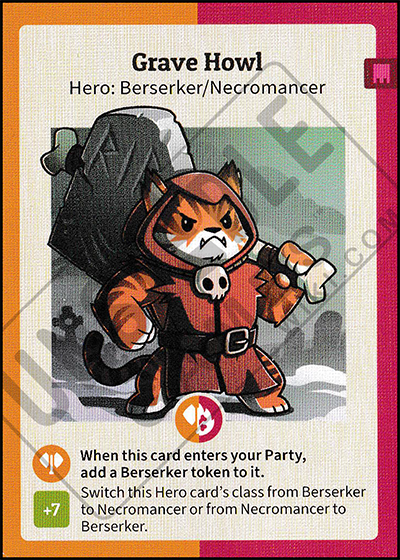 Grave Howl
Hero: Berserker/Necromancer
When this card enters your Party,
add a Berserker token to it.
+7
Switch this Hero card's class from Berserker
to Necromancer or from Necromancer to
Berserker.